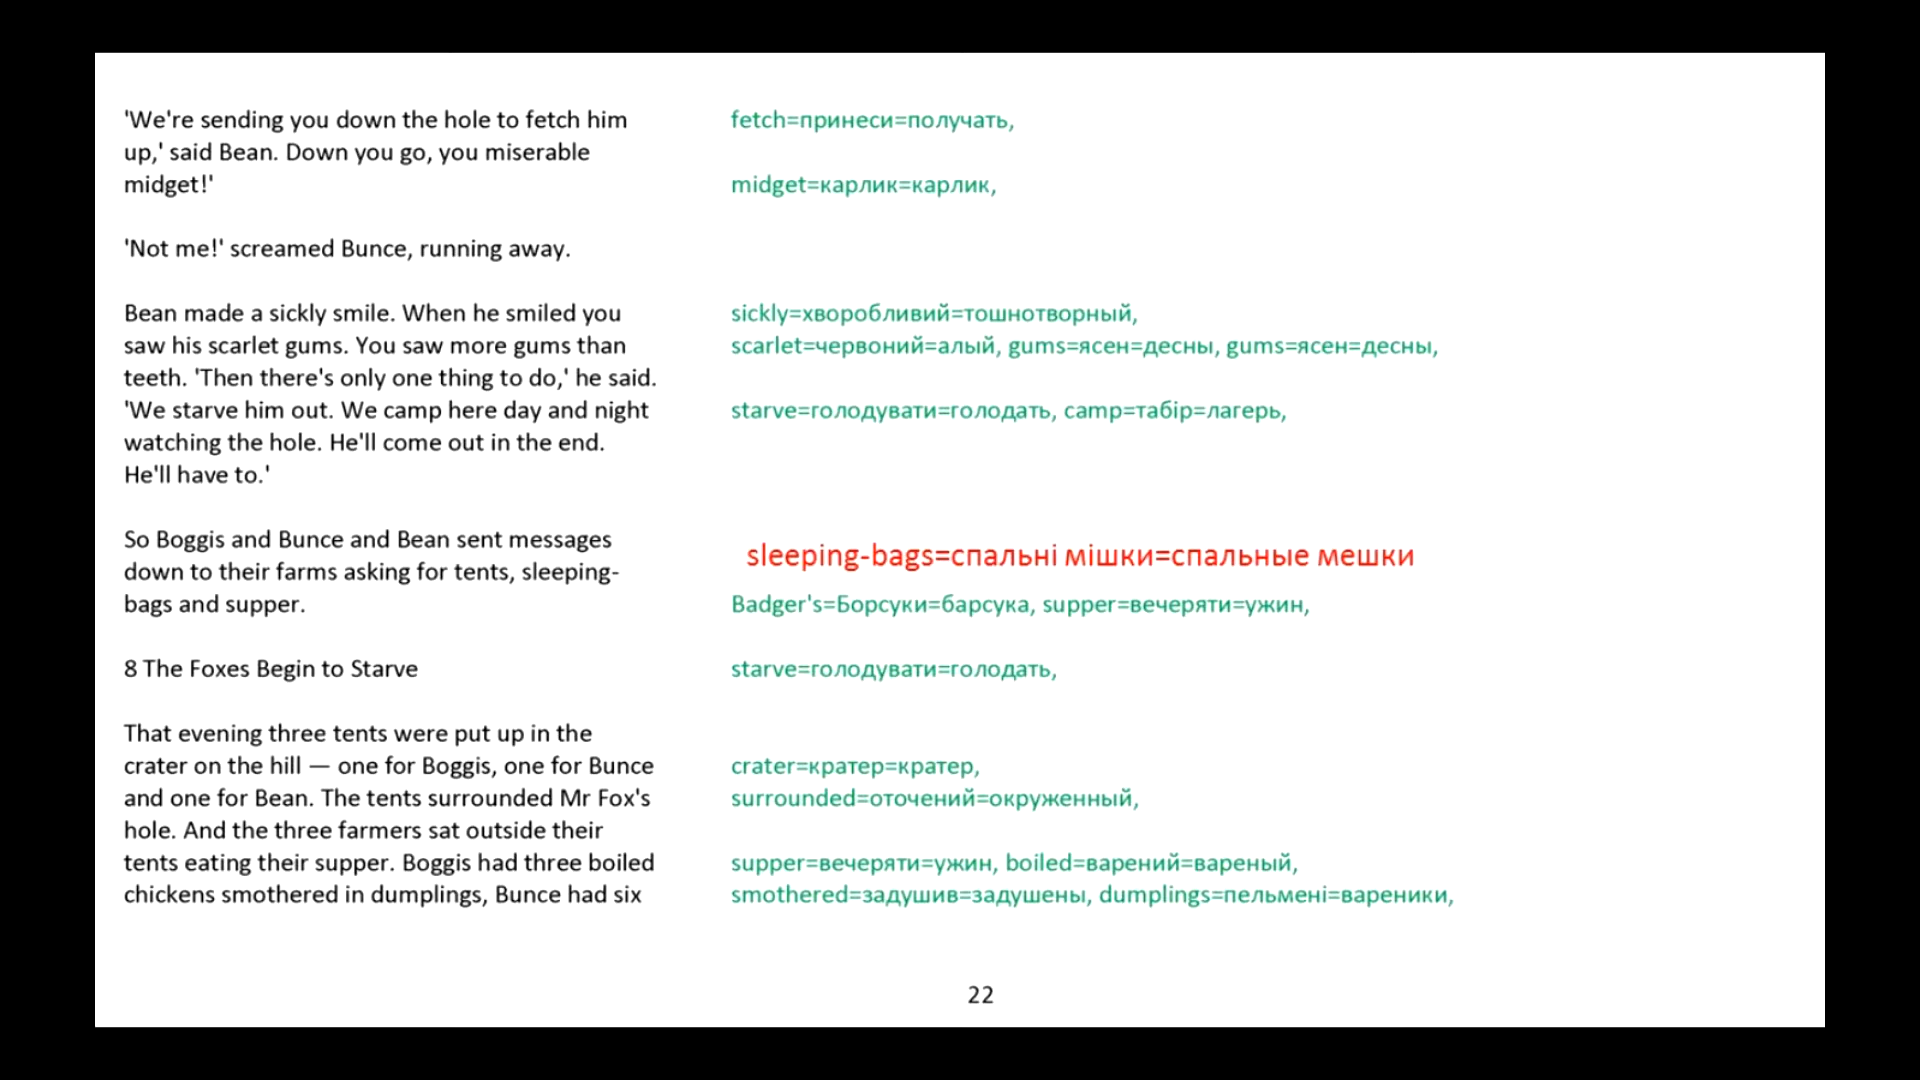 'We're sending you down the hole to fetch him
up,' said Bean. Down you go, you miserable
midget!'
'Not me!' screamed Bunce, running away.
Bean made a sickly smile. When he smiled you
saw his scarlet gums. You saw more gums than
teeth. 'Then there's only one thing to do,' he said.
'We starve him out. We camp here day and night
watching the hole. He'll come out in the end.
He'll have to.'
So Boggis and Bunce and Bean sent messages
down to their farms asking for tents, sleeping-
bags and supper.
8 The Foxes Begin to Starve
That evening three tents were put up in the
crater on the hill — one for Boggis, one for Bunce
and one for Bean. The tents surrounded Mr Fox's
hole. And the three farmers sat outside their
tents eating their supper. Boggis had three boiled
chickens smothered in dumplings, Bunce had six
fetch=принеси=получать,
midget=карлик=карлик,
sickly=хворобливий=тошнотворный,
scarlet=червоний=алый, gums=ясен=десны, gums=ясен=десны,
starve=голодувати=голодать, camp=табір=лагерь,
sleeping-bags=спальні мішки=спальные мешки
Badger's=Борсуки=барсука, supper=вечеряти=ужин,
starve=голодувати=голодать,
crater=кратер=кратер,
surrounded=оточений=окруженный,
supper=вечеряти=ужин, boiled=варений=вареный,
smothered=задушив=задушены, dumplings=пельмені=вареники,
22